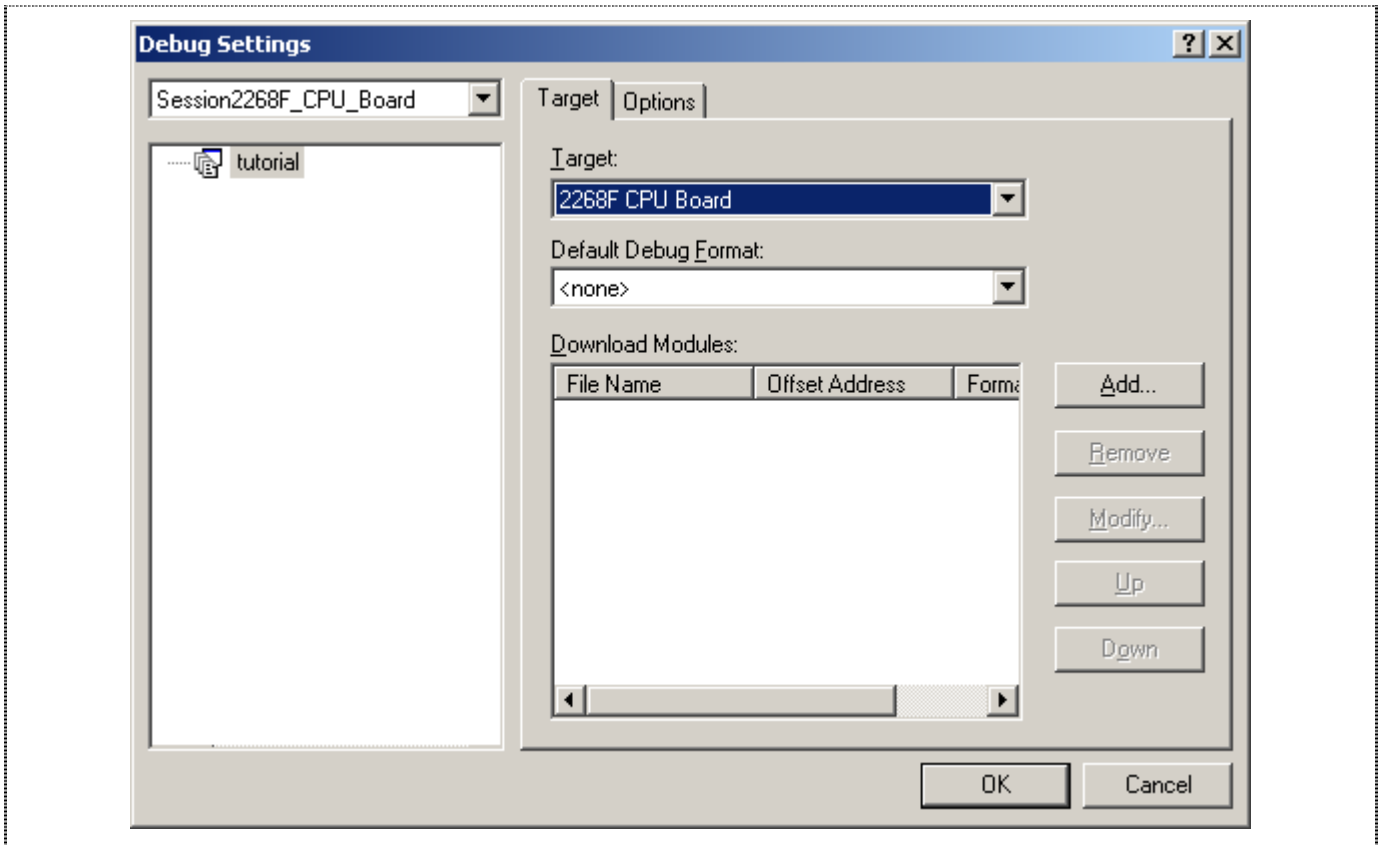 Debug Settings
Session2268F_CPU_Board
tutorial
Target
Options
Target:
2268F CPU Board
Default Debug Format:
<none>
Download Modules:
File Name
Offset Address
Forma
Add...
Remove
Modify...
Up
Down
OK
Cancel